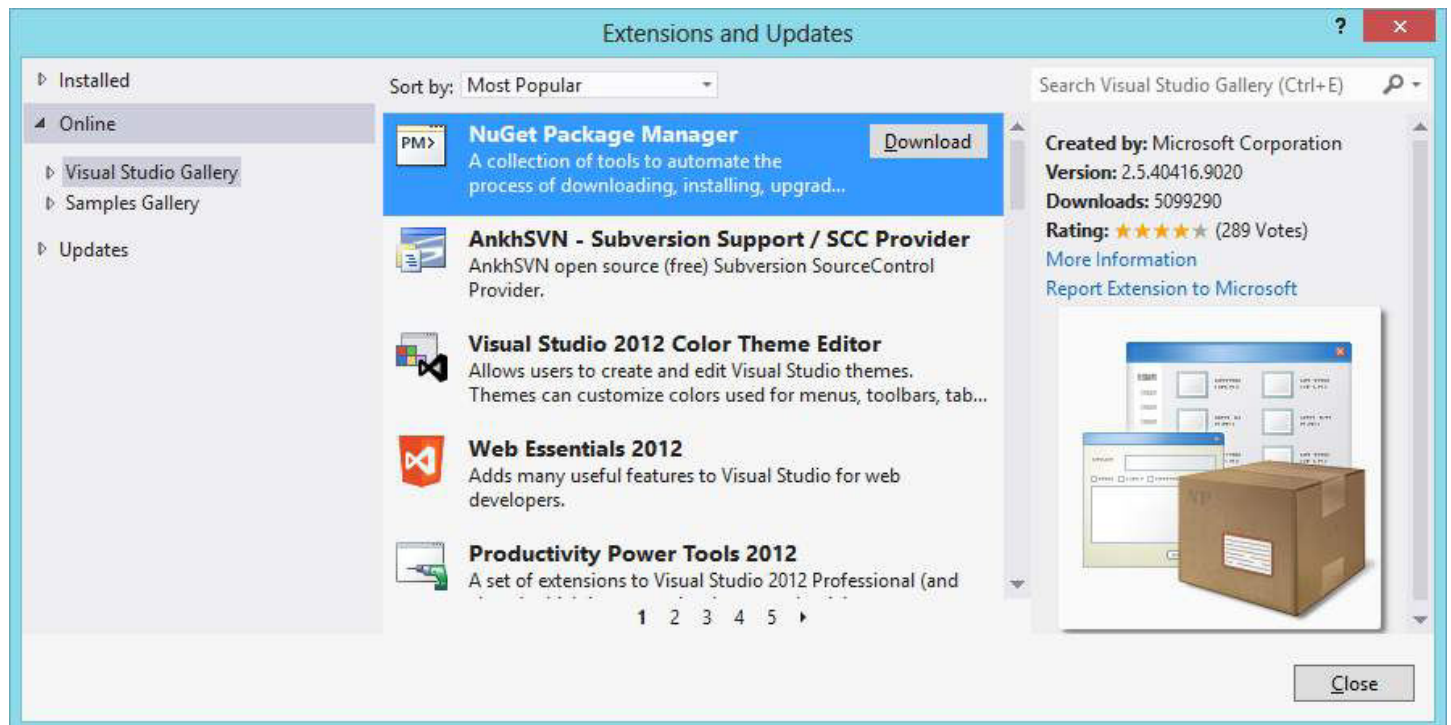 Extensions and Updates
?
Installed
Online
Visual Studio Gallery
Samples Gallery
Updates
Sort by: Most Popular
PM>
NuGet Package Manager
Download
A collection of tools to automate the
process of downloading, installing, upgrad...
AnkhSVN - Subversion Support / SCC Provider
AnkhSVN open source (free) Subversion SourceControl
Provider.
Visual Studio 2012 Color Theme Editor
Allows users to create and edit Visual Studio themes.
Themes can customize colors used for menus, toolbars, tab...
Web Essentials 2012
Adds many useful features to Visual Studio for web
developers.
Productivity Power Tools 2012
A set of extensions to Visual Studio 2012 Professional (and
1 2 3 4 5
Search Visual Studio Gallery (Ctrl+E)
Created by: Microsoft Corporation
Version: 2.5.40416.9020
Downloads: 5099290
Rating: (289 Votes)
More Information
Report Extension to Microsoft
NP
Close